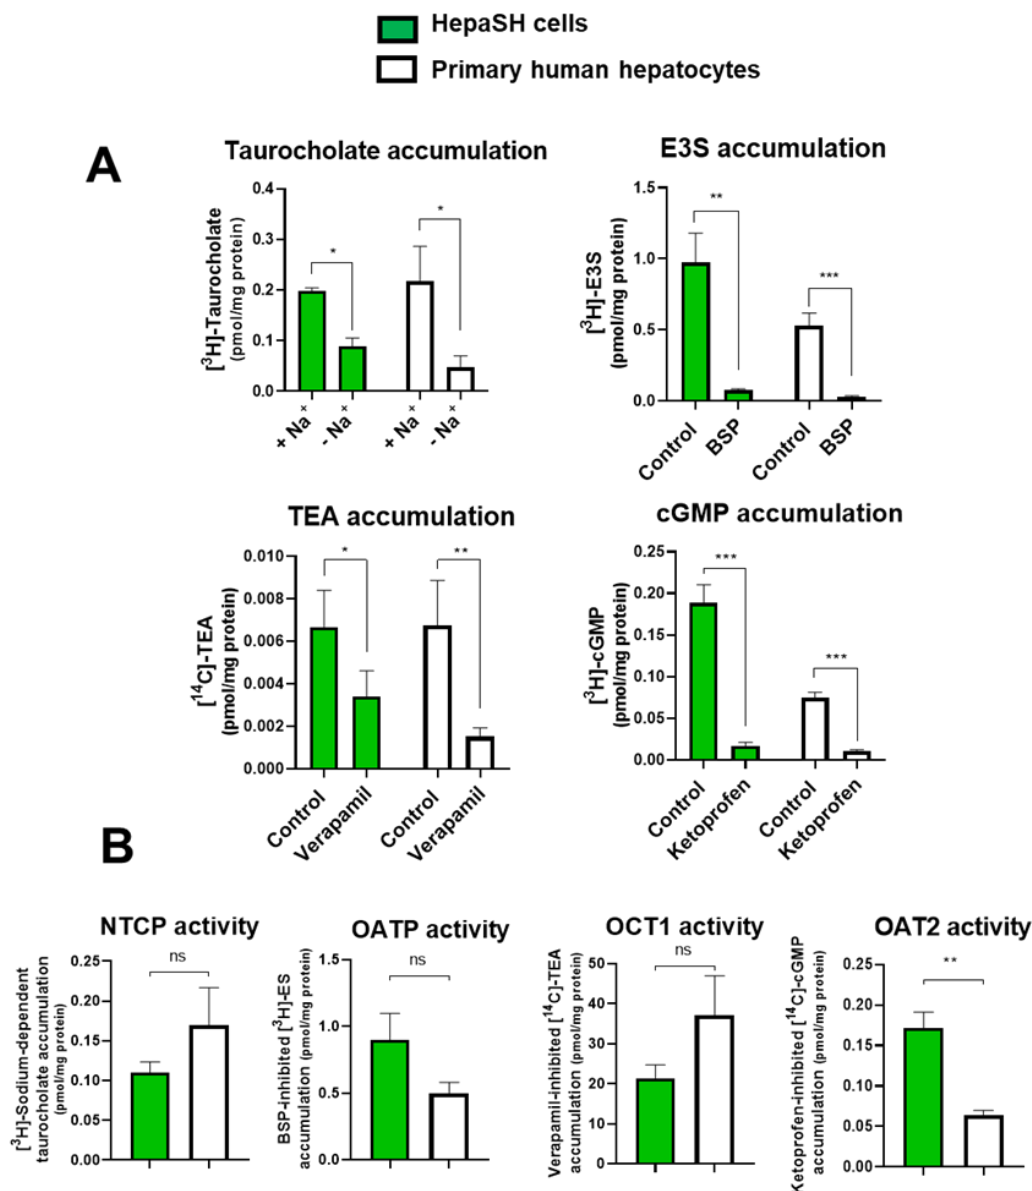 HepaSH cells
Primary human hepatocytes
A
Taurocholate accumulation
[³H]-Taurocholate
(pmol/mg protein)
0.4
0.3
0.2
0.1
0.0
*
*
+ Na⁺
- Na⁺
+ Na⁺
- Na⁺
E3S accumulation
[³H]-E3S
(pmol/mg protein)
1.5
1.0
0.5
0.0
**
***
Control
BSP
Control
BSP
TEA accumulation
[¹⁴C]-TEA
(pmol/mg protein)
0.010
0.008
0.006
0.004
0.002
0.000
*
**
Control
Verapamil
Control
Verapamil
cGMP accumulation
[³H]-cGMP
(pmol/mg protein)
0.25
0.20
0.15
0.10
0.05
0.00
***
***
Control
Ketoprofen
Control
Ketoprofen
B
NTCP activity
[³H]-Sodium-dependent
taurocholate accumulation
(pmol/mg protein)
0.25
0.20
0.15
0.10
0.05
0.00
ns
OATP activity
BSP-inhibited [³H]-ES
accumulation (pmol/mg protein)
1.5
1.0
0.5
0.0
ns
OCT1 activity
Verapamil-inhibited [¹⁴C]-TEA
accumulation (pmol/mg protein)
50
40
30
20
10
0
ns
OAT2 activity
Ketoprofen-inhibited [¹⁴C]-cGMP
accumulation (pmol/mg protein)
0.20
0.15
0.10
0.05
0.00
**